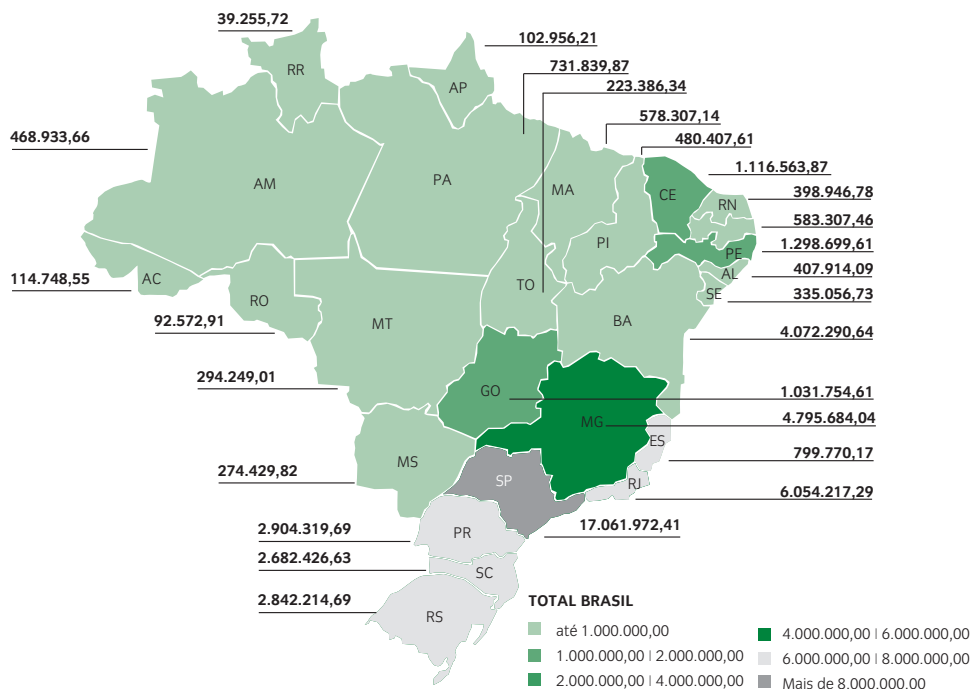 39.255,72
102.956,21
731.839,87
223.386,34
578.307,14
480.407,61
468.933,66
1.116.563,87
398.946,78
583.307,46
1.298.699,61
407.914,09
335.056,73
114.748,55
92.572,91
4.072.290,64
294.249,01
1.031.754,61
4.795.684,04
799.770,17
274.429,82
6.054.217,29
2.904.319,69
17.061.972,41
2.682.426,63
2.842.214,69
RR
AP
AM
PA
MA
CE
RN
PI
PE
AL
SE
AC
RO
TO
BA
MT
GO
MG
ES
MS
SP
RJ
PR
SC
RS
TOTAL BRASIL
até 1.000.000,00
1.000.000,00 | 2.000.000,00
2.000.000,00 | 4.000.000,00
4.000.000,00 | 6.000.000,00
6.000.000,00 | 8.000.000,00
Mais de 8.000.000.00